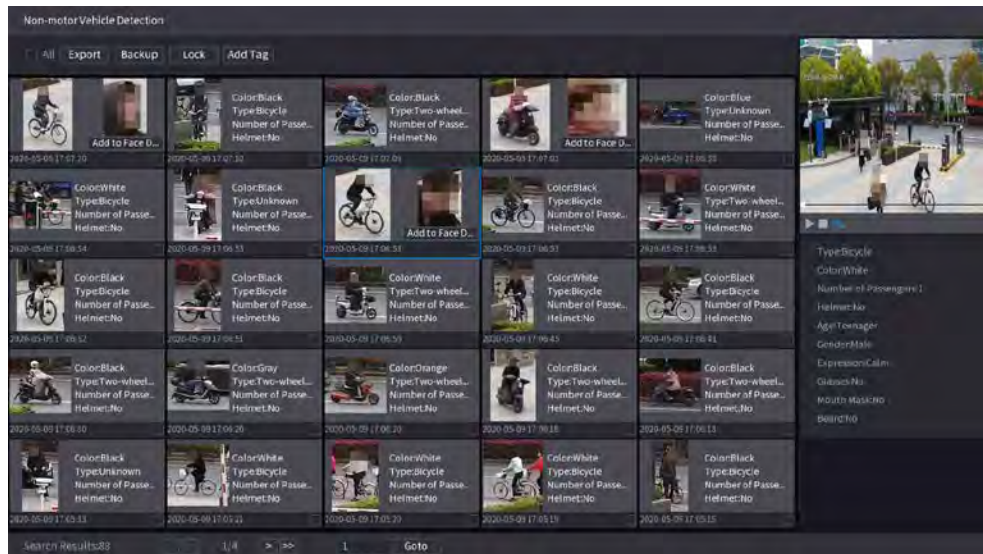 Non-motor Vehicle Detection
All Export Backup Lock Add Tag
Add to Face D...
2020-05-09 17:07:20
Color:Black
Type:Bicycle
Number of Passe...
Helmet:No
Color:Black
Type:Two-wheel...
Number of Passe...
Helmet:No
Add to Face D...
Color:Blue
Type:Unknown
Number of Passe...
Helmet:No
Color:White
Type:Bicycle
Number of Passe...
Helmet:No
Color:Black
Type:Unknown
Number of Passe...
Helmet:No
Add to Face D...
Color:Black
Type:Bicycle
Number of Passe...
Helmet:No
Color:White
Type:Two-wheel...
Number of Passe...
Helmet:No
Color:Black
Type:Bicycle
Number of Passe...
Helmet:No
Color:Black
Type:Bicycle
Number of Passe...
Helmet:No
Color:White
Type:Two-wheel...
Number of Passe...
Helmet:No
Color:White
Type:Bicycle
Number of Passe...
Helmet:No
Color:Black
Type:Bicycle
Number of Passe...
Helmet:No
Color:Black
Type:Two-wheel...
Number of Passe...
Helmet:No
Color:Gray
Type:Two-wheel...
Number of Passe...
Helmet:No
Color:Orange
Type:Two-wheel...
Number of Passe...
Helmet:No
Color:Black
Type:Two-wheel...
Number of Passe...
Helmet:No
Color:Black
Type:Two-wheel...
Number of Passe...
Helmet:No
Color:Black
Type:Unknown
Number of Passe...
Helmet:No
Color:White
Type:Bicycle
Number of Passe...
Helmet:No
Color:White
Type:Bicycle
Number of Passe...
Helmet:No
Color:White
Type:Bicycle
Number of Passe...
Helmet:No
Color:Black
Type:Bicycle
Number of Passe...
Helmet:No
Type:Bicycle
Color:White
Number of Passengers:1
Helmet:No
Age:Teenager
Gender:Male
Expression:Calm
Glasses:No
Mouth Mask:No
Beard:No
Search Results:88 1/4 > >> 1 Goto